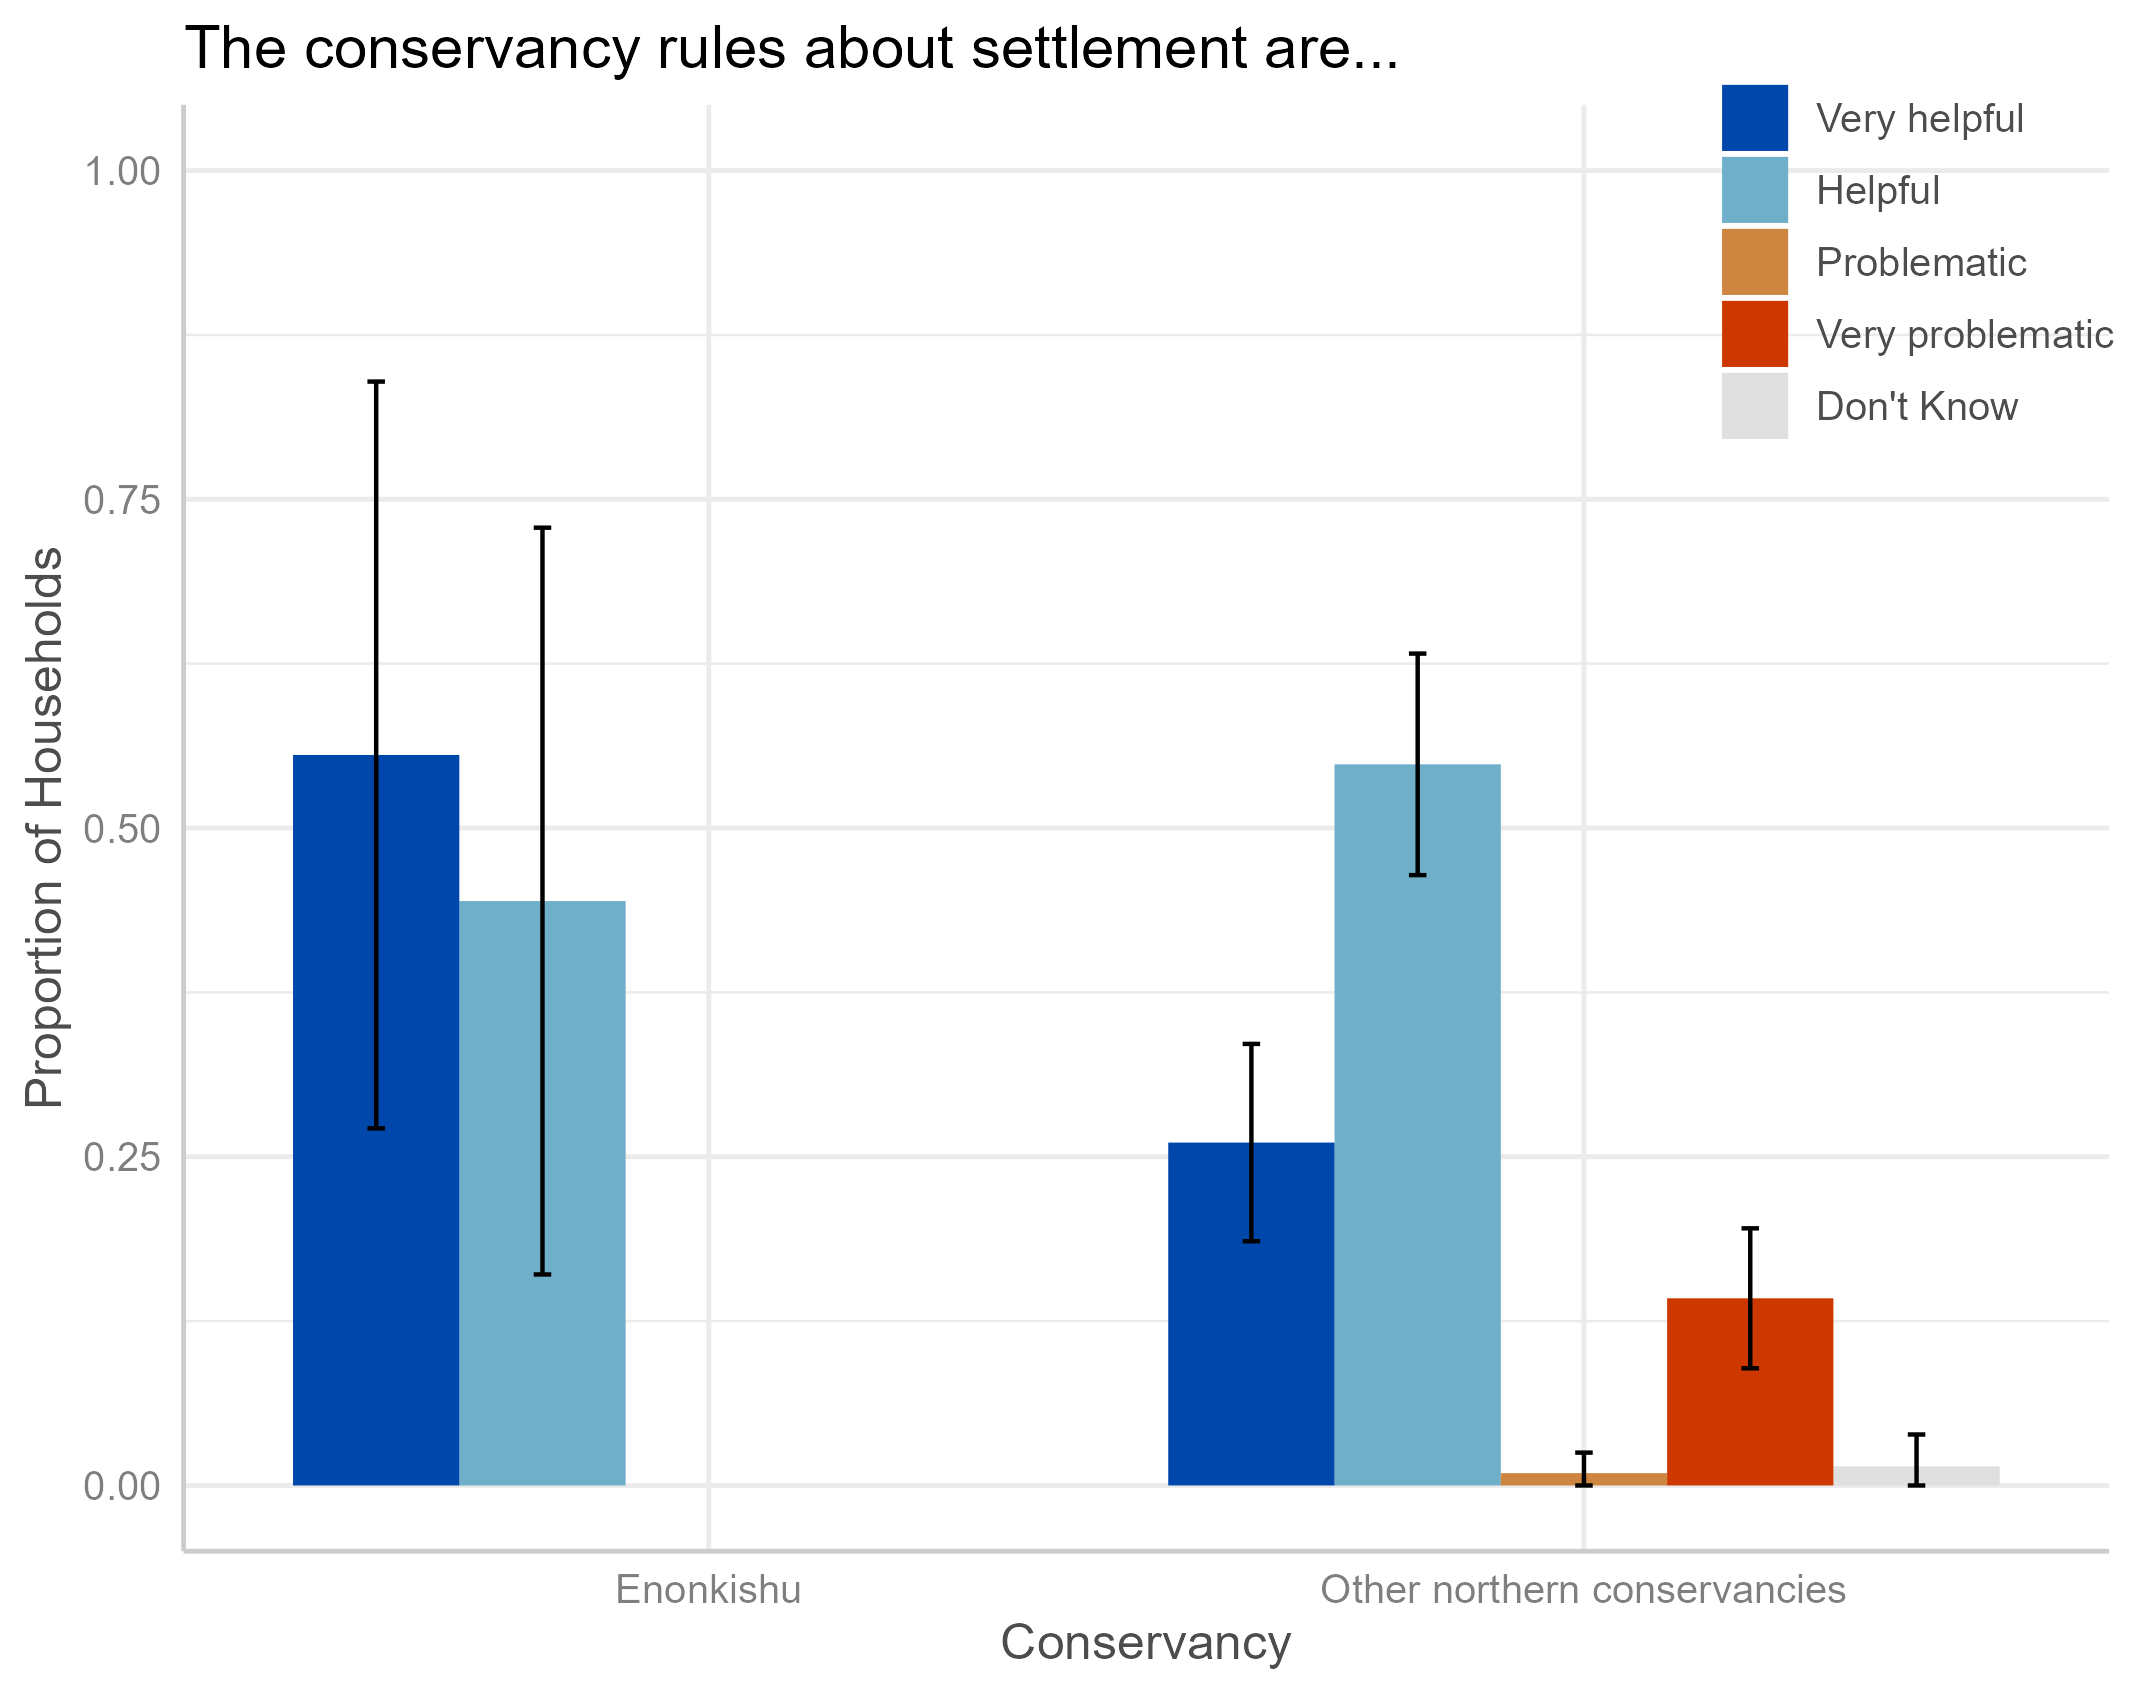 The conservancy rules about settlement are...
Very helpful
Helpful
Problematic
Very problematic
Don't Know
1.00
0.75
0.50
0.25
0.00
Proportion of Households
Enonkishu
Other northern conservancies
Conservancy